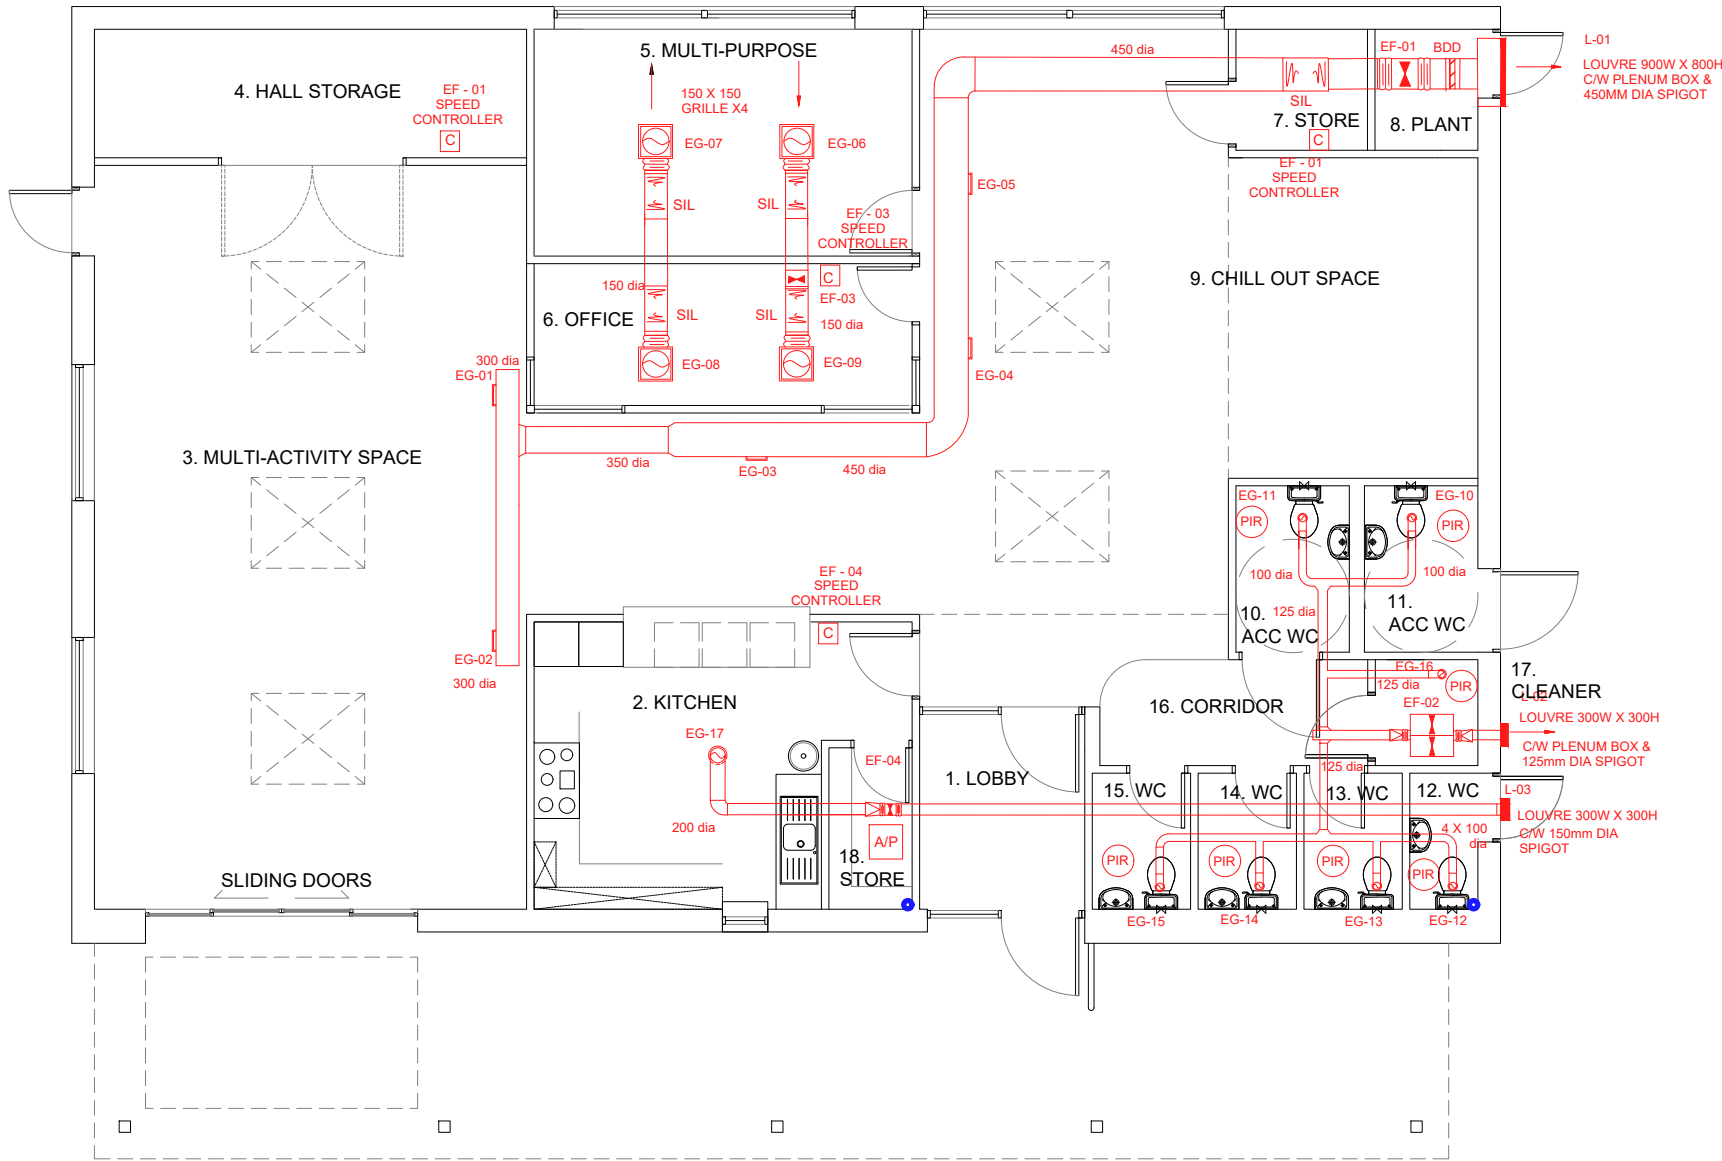 5. MULTI-PURPOSE
450 dia
EF-01
BDD
L-01
LOUVRE 900W X 800H
C/W PLENUM BOX &
450MM DIA SPIGOT
4. HALL STORAGE
EF - 01
SPEED
CONTROLLER
C
150 X 150
GRILLE X4
SIL
7. STORE
8. PLANT
C
EF - 01
SPEED
CONTROLLER
EG-07
EG-06
EG-05
SIL
SIL
EF - 03
SPEED
CONTROLLER
C
EF-03
150 dia
150 dia
6. OFFICE
SIL
SIL
9. CHILL OUT SPACE
EG-08
EG-09
EG-04
300 dia
EG-01
3. MULTI-ACTIVITY SPACE
350 dia
EG-03
450 dia
EG-11
EG-10
PIR
PIR
100 dia
100 dia
EF - 04
SPEED
CONTROLLER
C
125 dia
10.
ACC WC
11.
ACC WC
EG-02
300 dia
2. KITCHEN
EG-17
EF-04
16. CORRIDOR
EG-16
125 dia
PIR
EF-02
17.
CLEANER
L-02
LOUVRE 300W X 300H
C/W PLENUM BOX &
125mm DIA SPIGOT
125 dia
1. LOBBY
15. WC
14. WC
13. WC
12. WC
L-03
LOUVRE 300W X 300H
C/W 150mm DIA
SPIGOT
200 dia
A/P
4 X 100
dia
18.
STORE
PIR
PIR
PIR
PIR
SLIDING DOORS
EG-15
EG-14
EG-13
EG-12